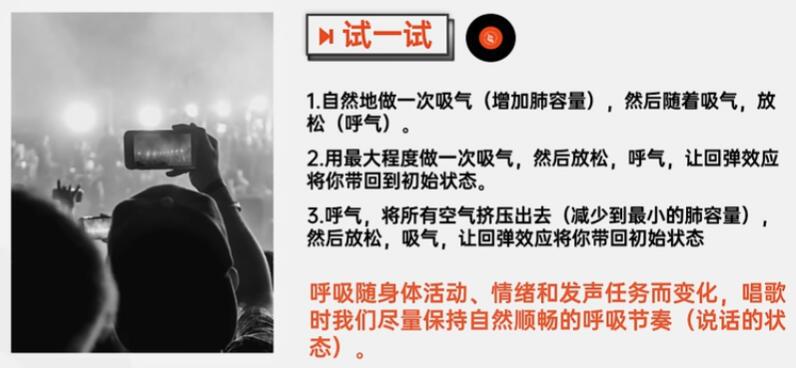 试一试
1.自然地做一次吸气（增加肺容量），然后随着吸气，放
松（呼气）。
2.用最大程度做一次吸气，然后放松，呼气，让回弹效应
将你带回到初始状态。
3.呼气，将所有空气挤压出去（减少到最小的肺容量），
然后放松，吸气，让回弹效应将你带回初始状态
呼吸随身体活动、情绪和发声任务而变化，唱歌
时我们尽量保持自然顺畅的呼吸节奏（说话的状
态）。